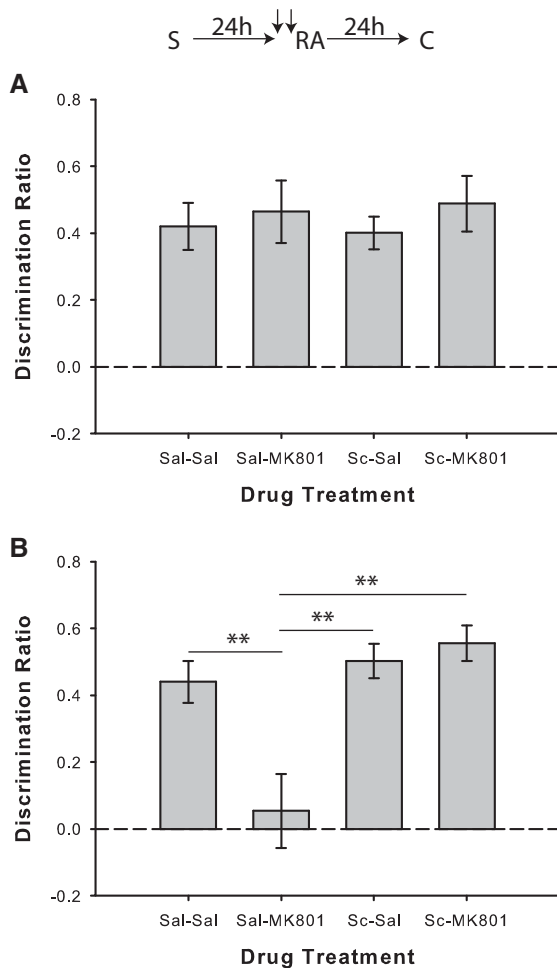 S 24h RA 24h C
A
0.8
0.6
0.4
0.2
0.0
-0.2
Discrimination Ratio
Sal-Sal Sal-MK801 Sc-Sal Sc-MK801
Drug Treatment
B
0.8
0.6
0.4
0.2
0.0
-0.2
Discrimination Ratio
**
**
**
Sal-Sal Sal-MK801 Sc-Sal Sc-MK801
Drug Treatment